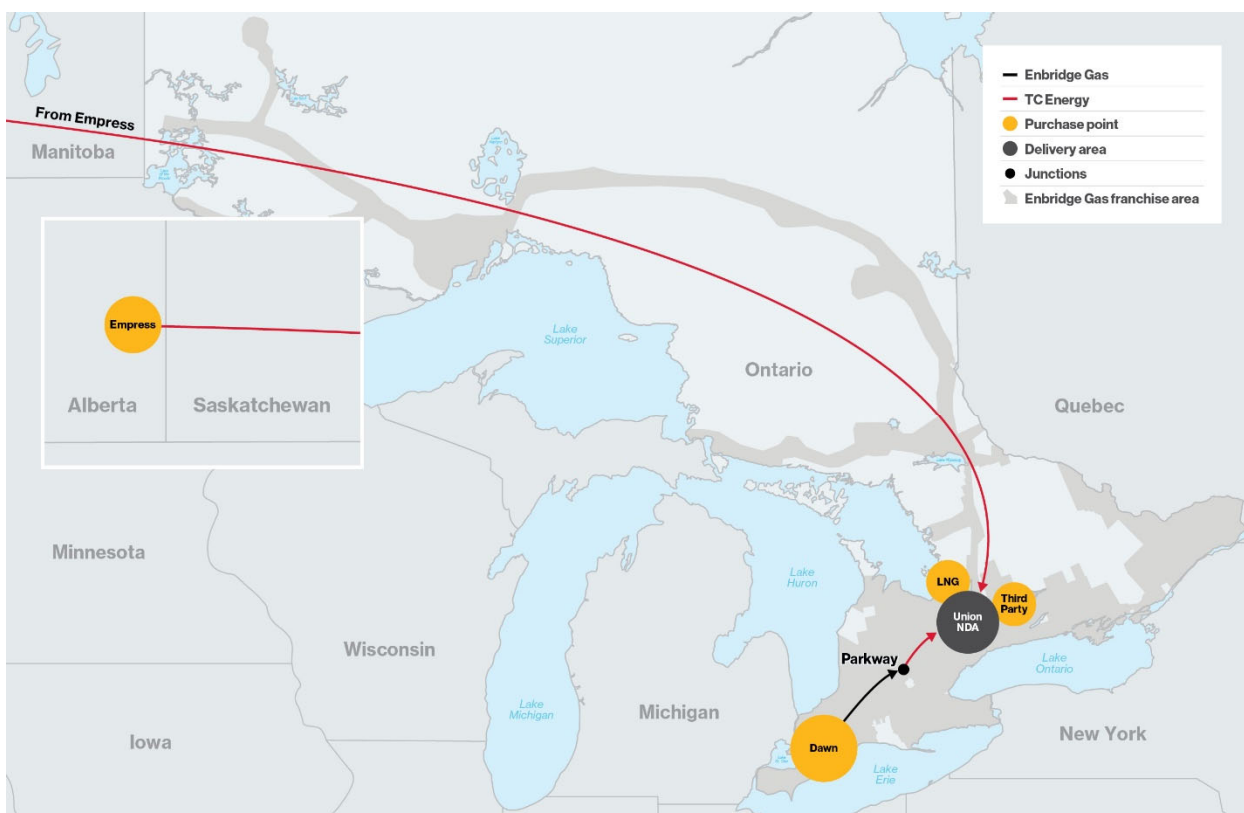 Enbridge Gas
TC Energy
Purchase point
Delivery area
Junctions
Enbridge Gas franchise area
From Empress
Manitoba
Empress
Alberta
Saskatchewan
Lake
Superior
Ontario
Quebec
Minnesota
Lake
Huron
LNG
Third
Party
Union
NDA
Wisconsin
Parkway
Lake
Ontario
Lake
Michigan
Michigan
New York
Iowa
Dawn
Lake
Erie